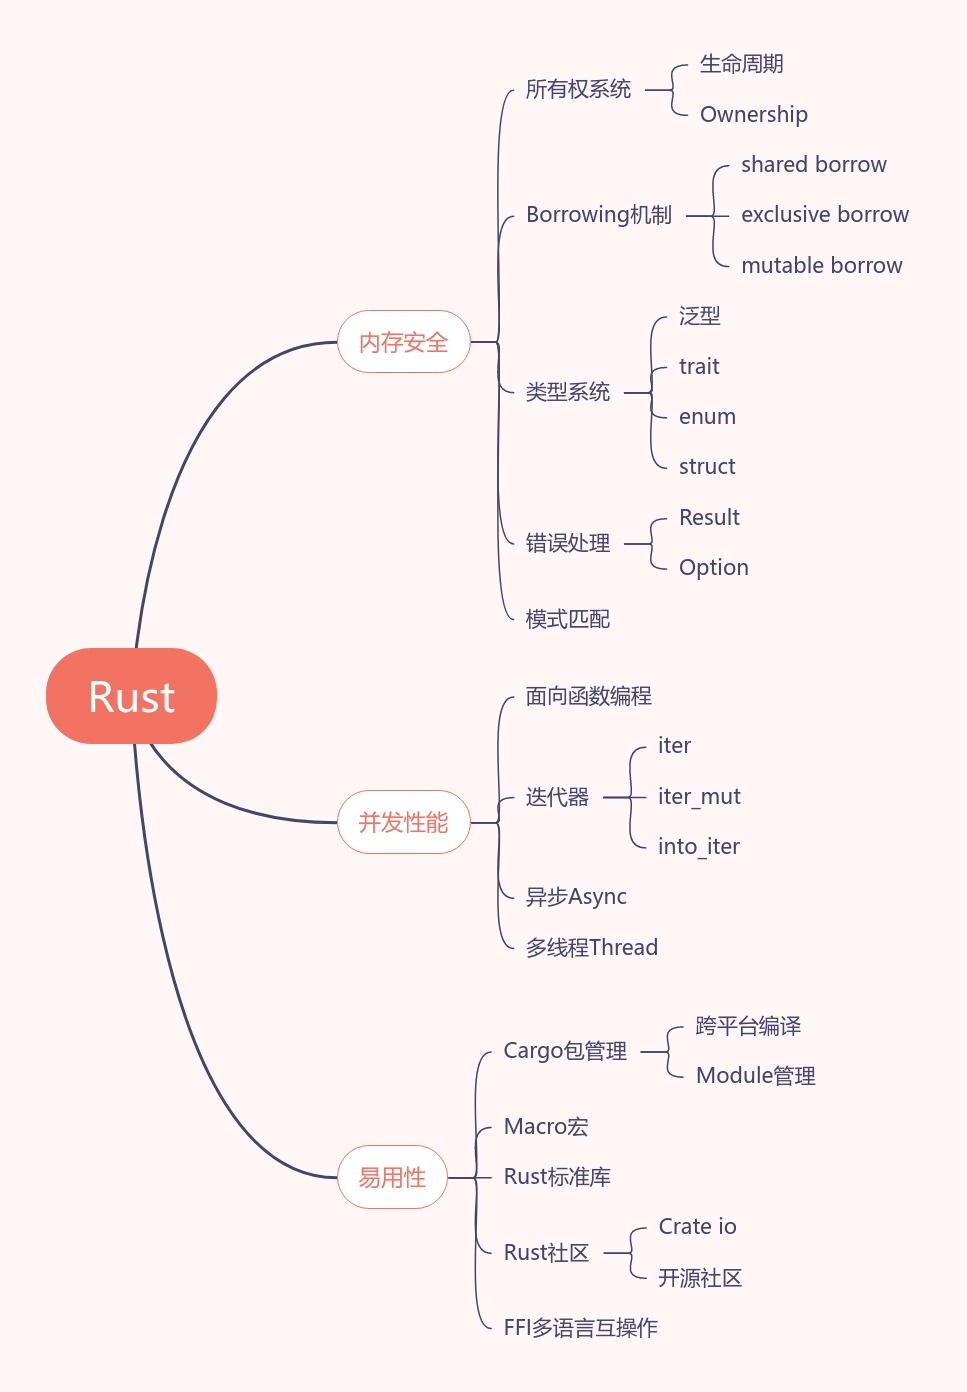 Rust
内存安全
所有权系统
生命周期
Ownership
Borrowing机制
shared borrow
exclusive borrow
mutable borrow
类型系统
泛型
trait
enum
struct
错误处理
Result
Option
模式匹配
并发性能
面向函数编程
迭代器
iter
iter_mut
into_iter
异步Async
多线程Thread
易用性
Cargo包管理
跨平台编译
Module管理
Macro宏
Rust标准库
Rust社区
Crate io
开源社区
FFI多语言互操作